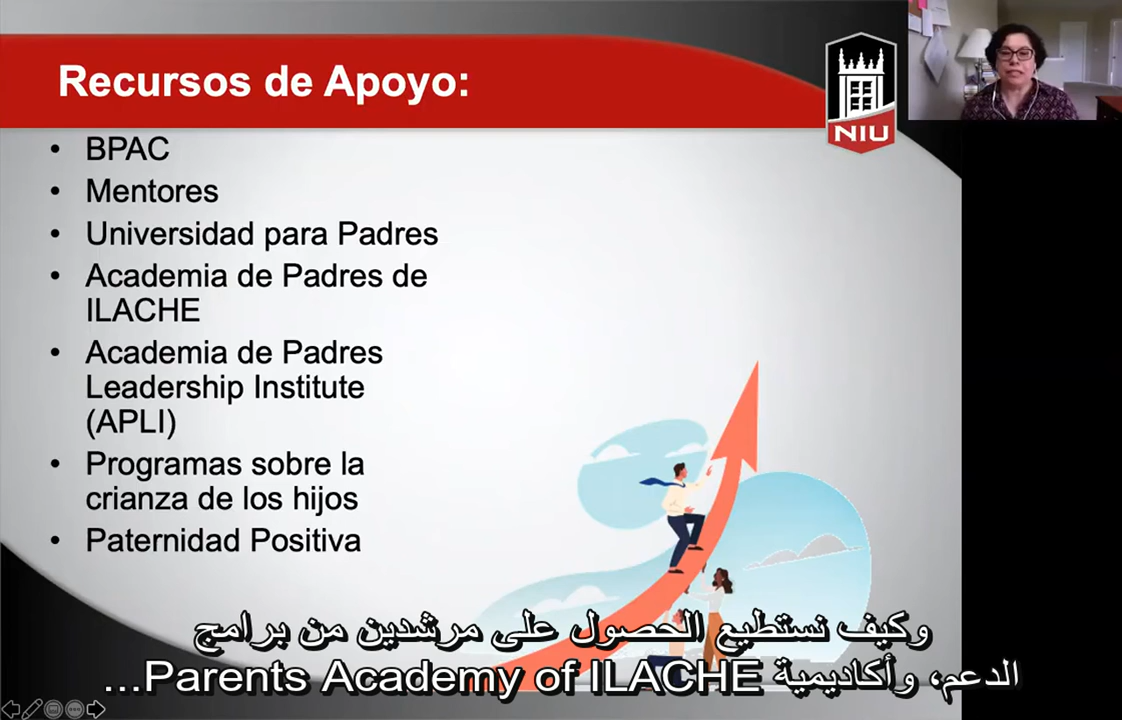 Recursos de Apoyo:
NIU
• BPAC
• Mentores
• Universidad para Padres
• Academia de Padres de
ILACHE
• Academia de Padres
Leadership Institute
(APLI)
• Programas sobre la
crianza de los hijos
• Paternidad Positiva
وكيف نستطيع الحصول على مرشدين من برامج
الدعم، وأكاديمية Parents Academy of ILACHE...